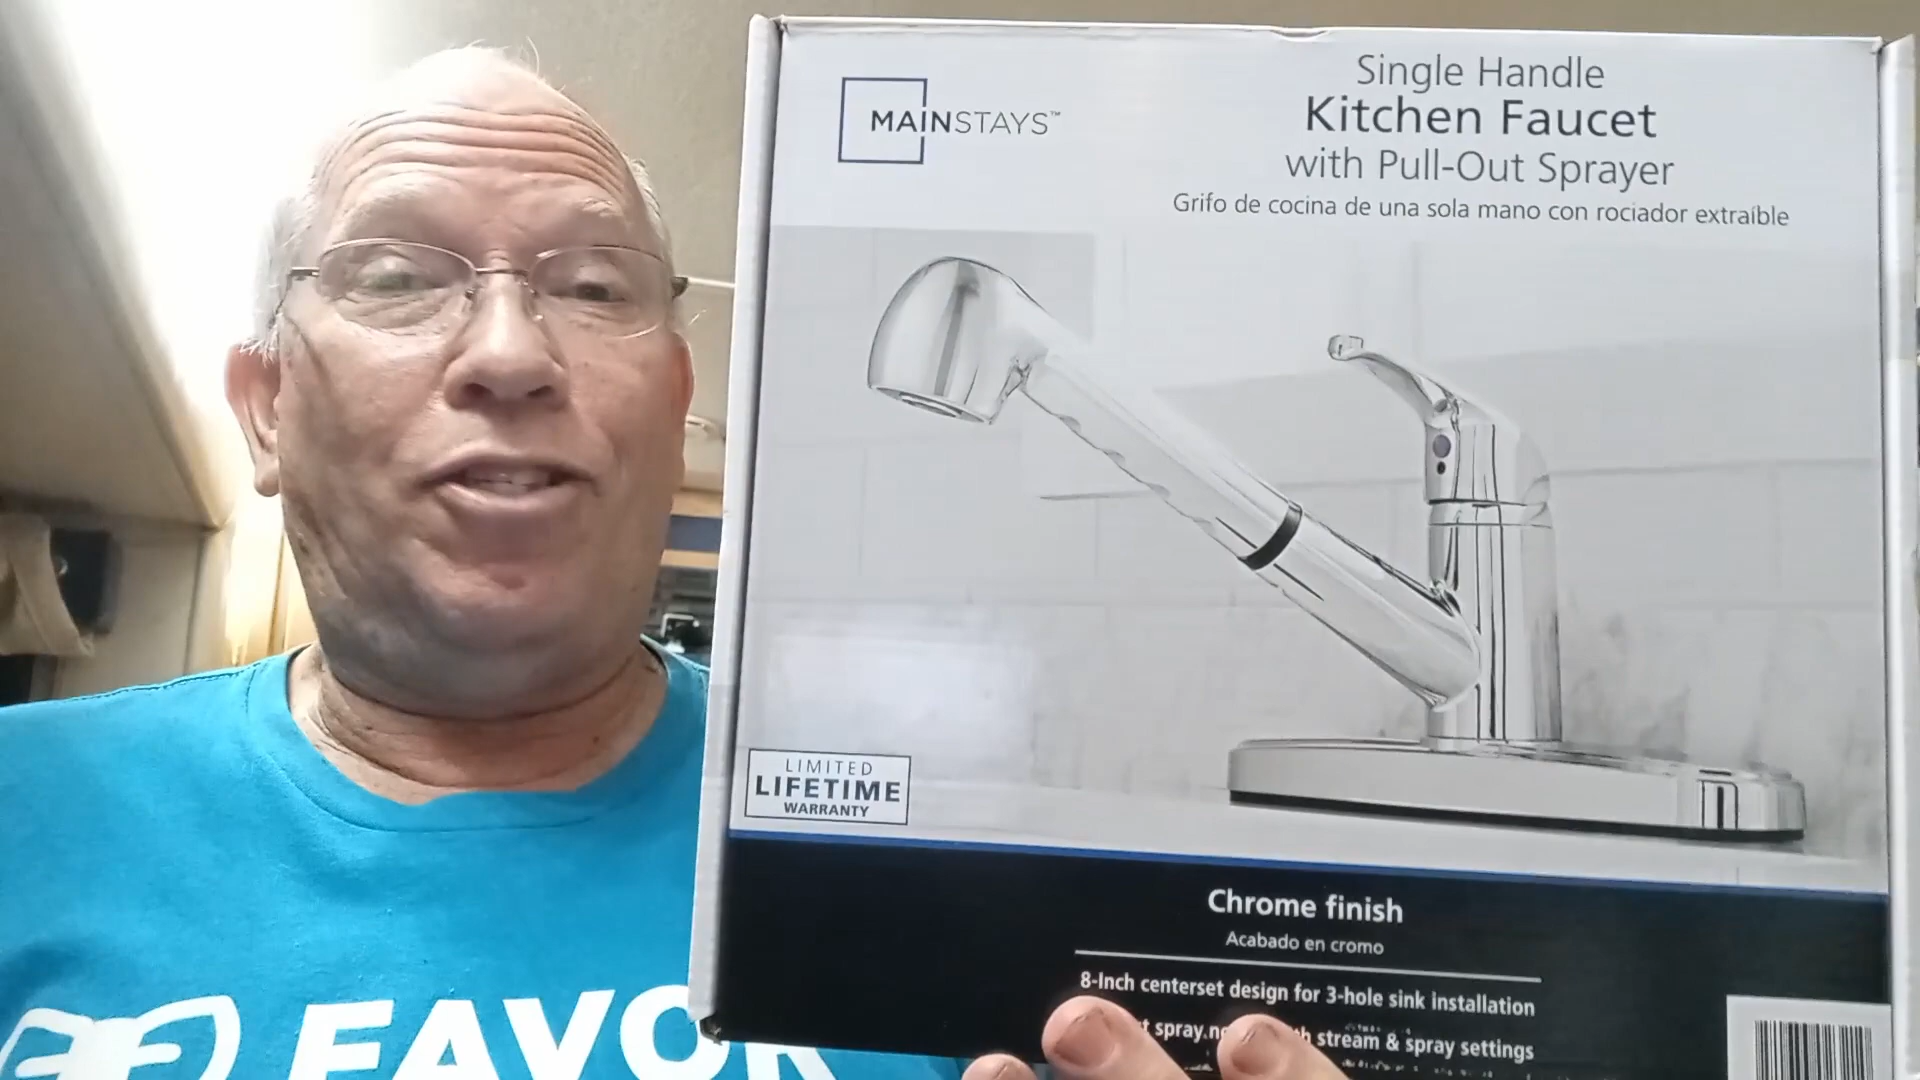 MAINSTAYS™
Single Handle
Kitchen Faucet
with Pull-Out Sprayer
Grifo de cocina de una sola mano con rociador extraíble
LIMITED
LIFETIME
WARRANTY
Chrome finish
Acabado en cromo
8-Inch centerset design for 3-hole sink installation
spray stream & spray settings
FAVOR